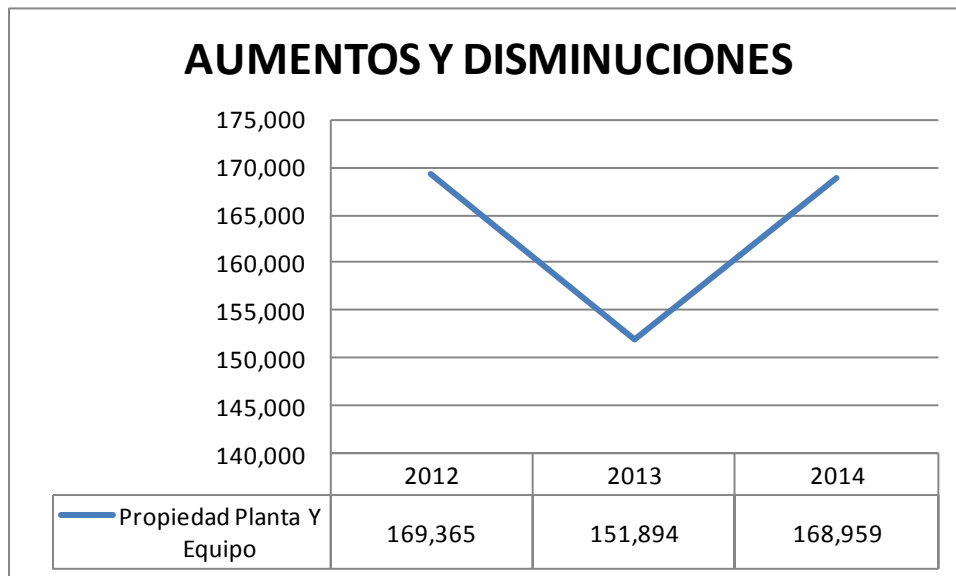 AUMENTOS Y DISMINUCIONES
175,000
170,000
165,000
160,000
155,000
150,000
145,000
140,000
2012 2013 2014
Propiedad Planta Y
Equipo
169,365 151,894 168,959